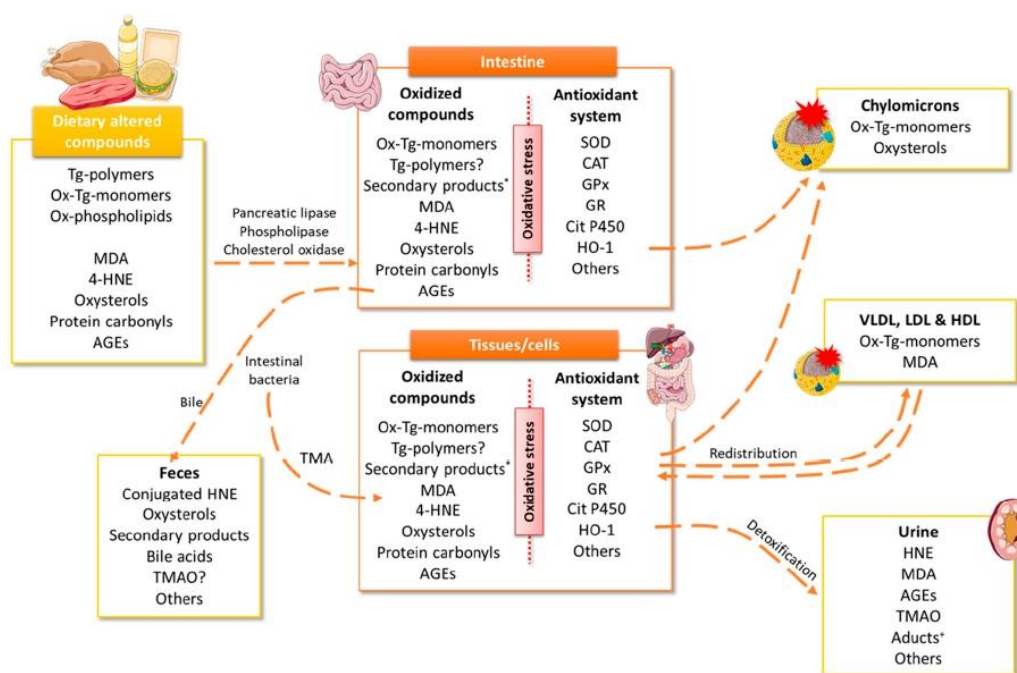 Dietary altered
compounds
Tg-polymers
Ox-Tg-monomers
Ox-phospholipids
MDA
4-HNE
Oxysterols
Protein carbonyls
AGEs
Pancreatic lipase
Phospholipase
Cholesterol oxidase
Intestine
Oxidized
compounds
Ox-Tg-monomers
Tg-polymers?
Secondary products*
MDA
4-HNE
Oxysterols
Protein carbonyls
AGEs
Oxidative stress
Antioxidant
system
SOD
CAT
GPx
GR
Cit P450
HO-1
Others
Chylomicrons
Ox-Tg-monomers
Oxysterols
VLDL, LDL & HDL
Ox-Tg-monomers
MDA
Intestinal
bacteria
Bile
TMA
Feces
Conjugated HNE
Oxysterols
Secondary products
Bile acids
TMAO?
Others
Tissues/cells
Oxidized
compounds
Ox-Tg-monomers
Tg-polymers?
Secondary products*
MDA
4-HNE
Oxysterols
Protein carbonyls
AGEs
Oxidative stress
Antioxidant
system
SOD
CAT
GPx
GR
Cit P450
HO-1
Others
Redistribution
Detoxification
Urine
HNE
MDA
AGEs
TMAO
Aducts+
Others